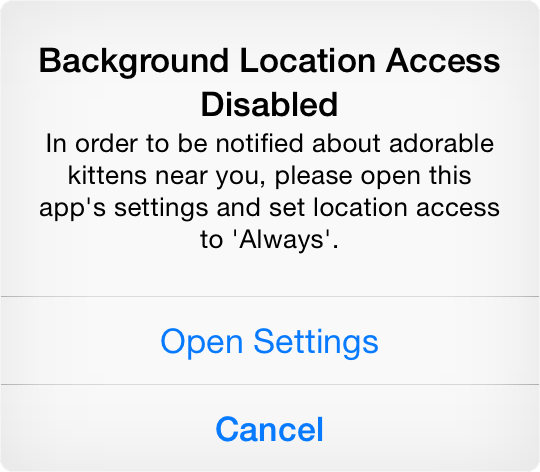 Background Location Access
Disabled
In order to be notified about adorable
kittens near you, please open this
app's settings and set location access
to 'Always'.
Open Settings
Cancel